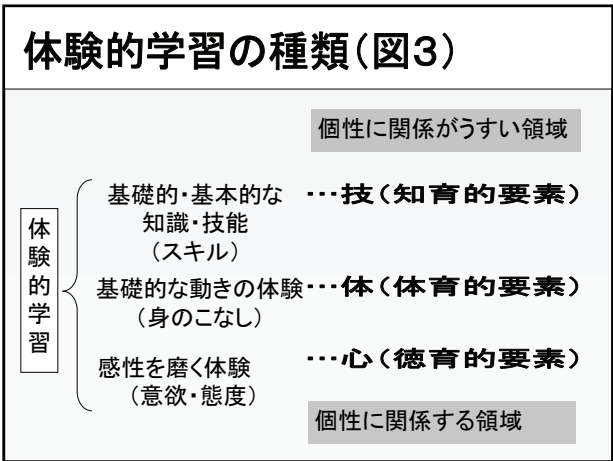 体験的学習の種類(図3)
個性に関係がうすい領域
体験的学習
基礎的・基本的な
知識・技能
(スキル)
・・・技(知育的要素)
基礎的な動きの体験
(身のこなし)
・・・体(体育的要素)
感性を磨く体験
(意欲・態度)
・・・心(徳育的要素)
個性に関係する領域